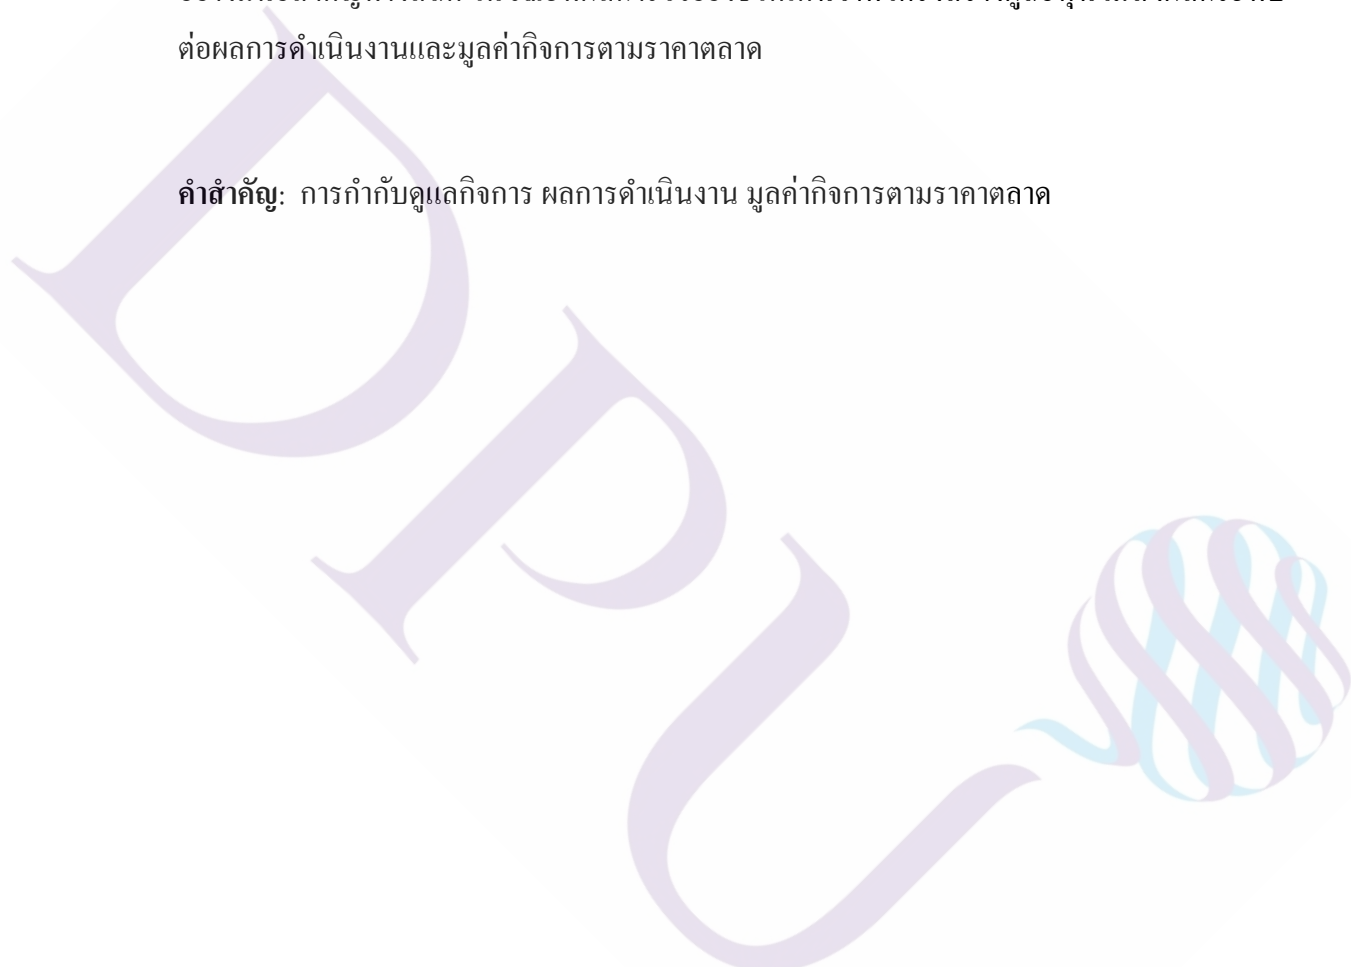 ต่อผลการดำเนินงานและมูลค่ากิจการตามราคาตลาด
คำสำคัญ: การกำกับดูแลกิจการ ผลการดำเนินงาน มูลค่ากิจการตามราคาตลาด
DPU